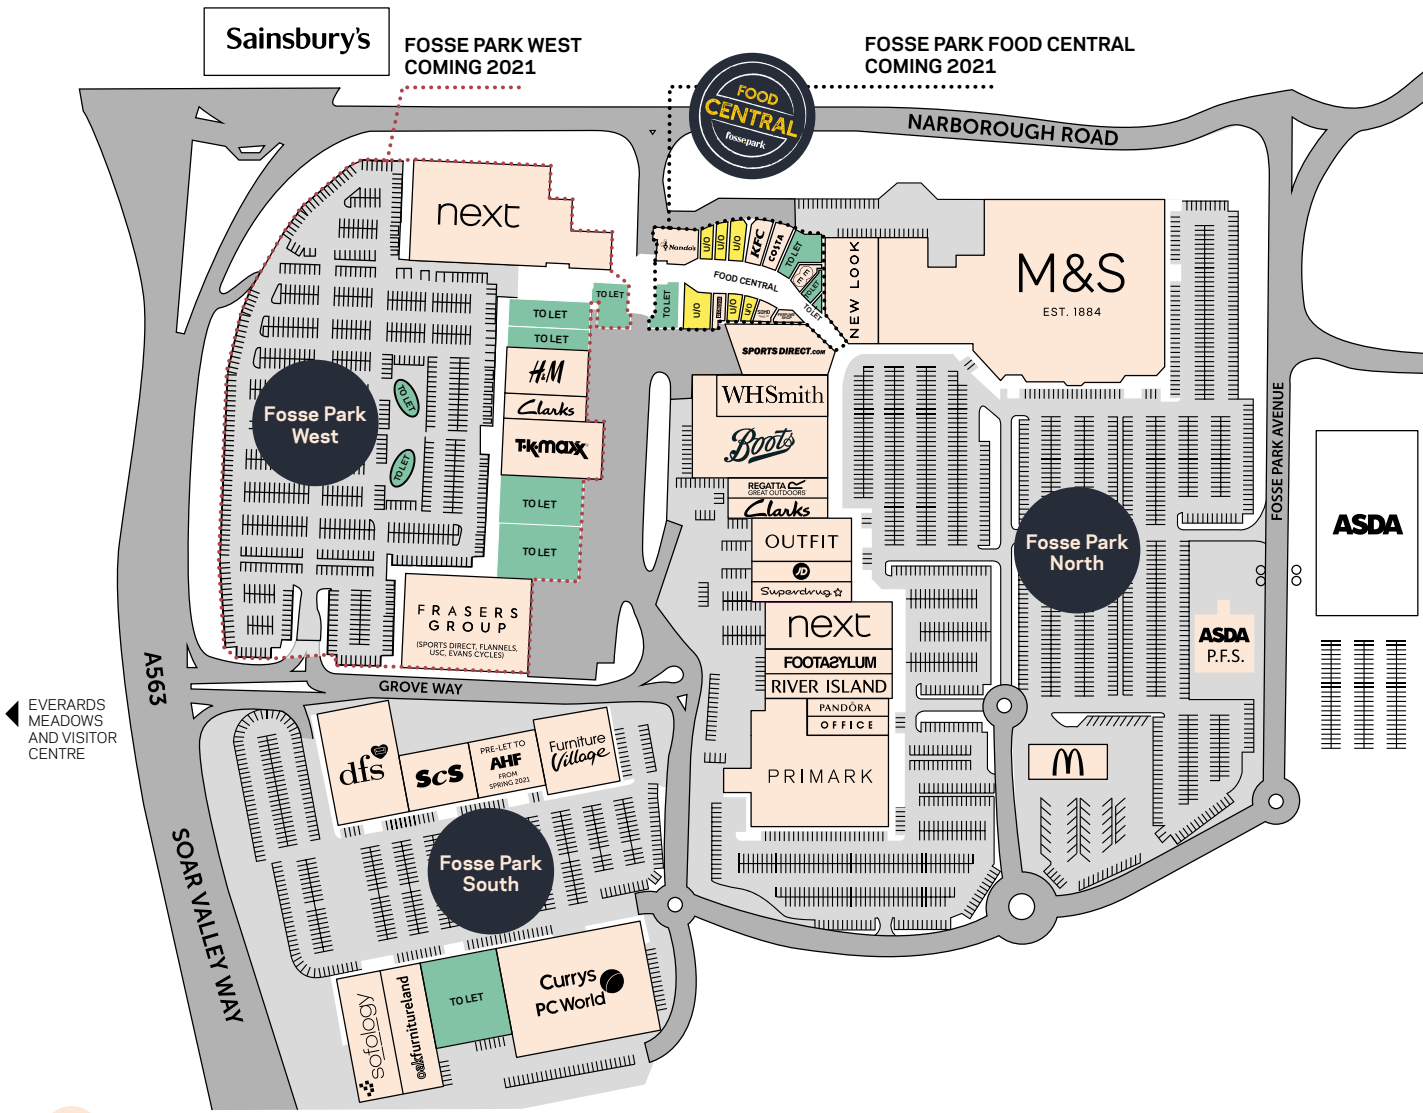 Sainsbury's
FOSSE PARK WEST
COMING 2021
FOSSE PARK FOOD CENTRAL
COMING 2021
FOOD
CENTRAL
fossepark
NARBOROUGH ROAD
next
Nando's
U/O
U/O
U/O
KFC
COSTA
TO LET
FOOD CENTRAL
TO LET
TO LET
TO LET
U/O
U/O
U/O
TO LET
TO LET
NEW LOOK
M&S
EST. 1884
SPORTSDIRECT.COM
TO LET
TO LET
H&M
Clarks
T·K·maxx
TO LET
TO LET
TO LET
TO LET
Fosse Park
West
WHSmith
Boots
REGATTA
GREAT OUTDOORS
Clarks
OUTFIT
JD
Superdrug
next
FOOTASYLUM
RIVER ISLAND
PANDÖRA
OFFICE
PRIMARK
Fosse Park
North
FOSSE PARK AVENUE
ASDA
ASDA
P.F.S.
M
FRASERS
GROUP
(SPORTS DIRECT, FLANNELS,
USC, EVANS CYCLES)
A563
GROVE WAY
EVERARDS
MEADOWS
AND VISITOR
CENTRE
SOAR VALLEY WAY
dfs
ScS
PRE-LET TO
AHF
FROM
SPRING 2021
Furniture
Village
Fosse Park
South
sofology
oakfurnitureland
TO LET
Currys
PC World